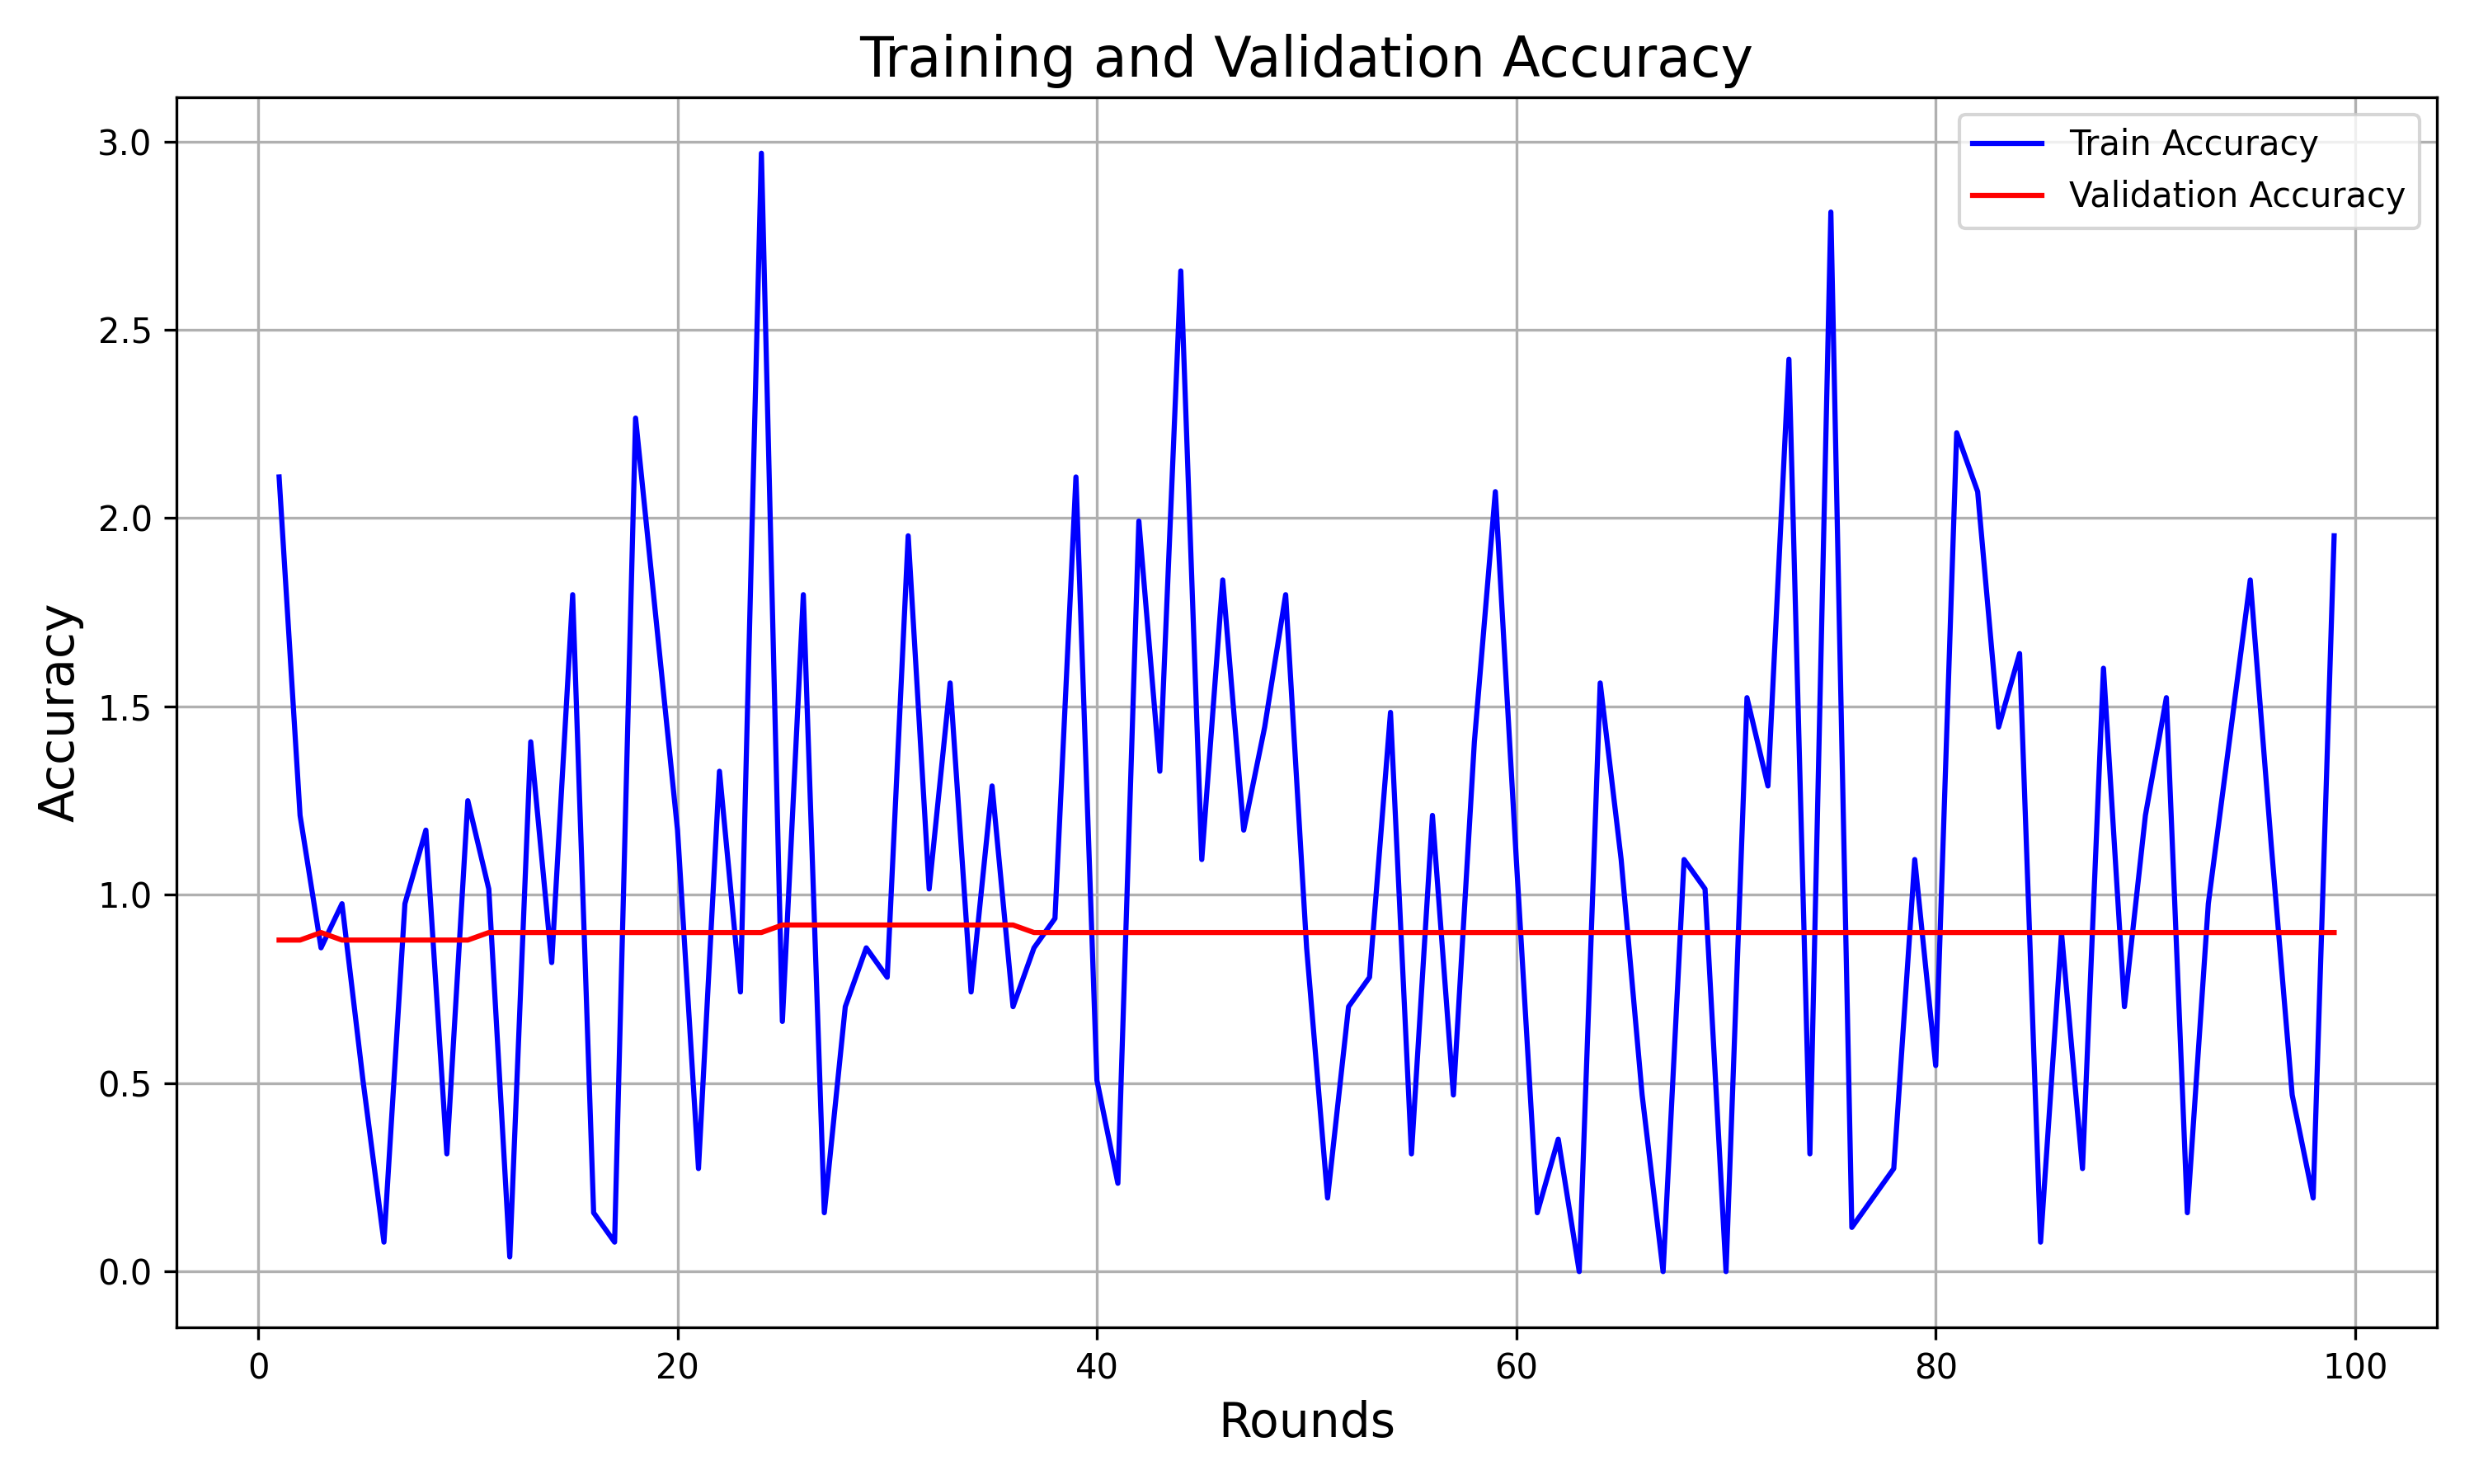 Training and Validation Accuracy
Train Accuracy
Validation Accuracy
3.0
2.5
2.0
1.5
1.0
0.5
0.0
Accuracy
0 20 40 60 80 100
Rounds